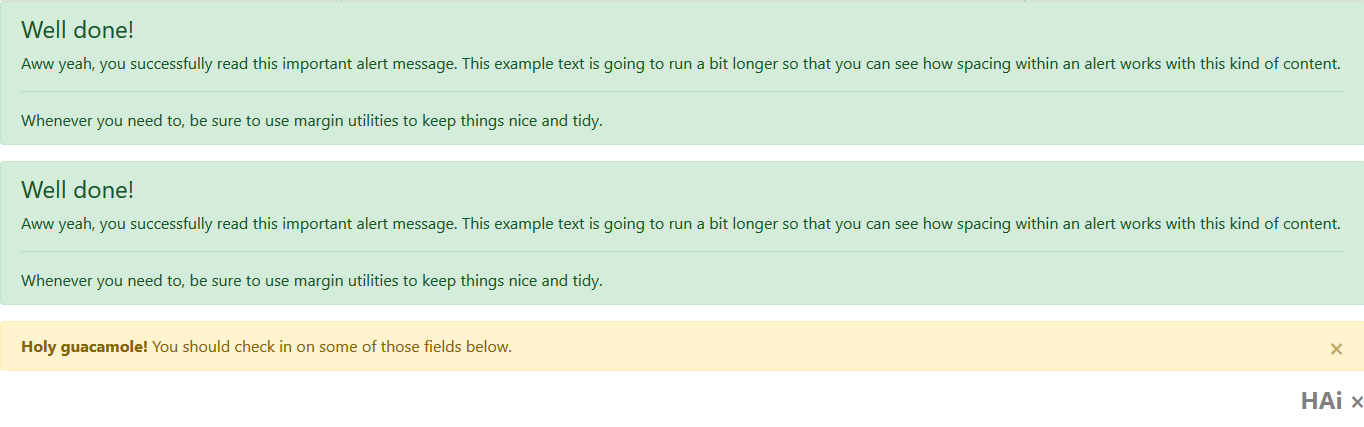 Well done!
Aww yeah, you successfully read this important alert message. This example text is going to run a bit longer so that you can see how spacing within an alert works with this kind of content.
Whenever you need to, be sure to use margin utilities to keep things nice and tidy.
Well done!
Aww yeah, you successfully read this important alert message. This example text is going to run a bit longer so that you can see how spacing within an alert works with this kind of content.
Whenever you need to, be sure to use margin utilities to keep things nice and tidy.
Holy guacamole! You should check in on some of those fields below. ×
HAi ×